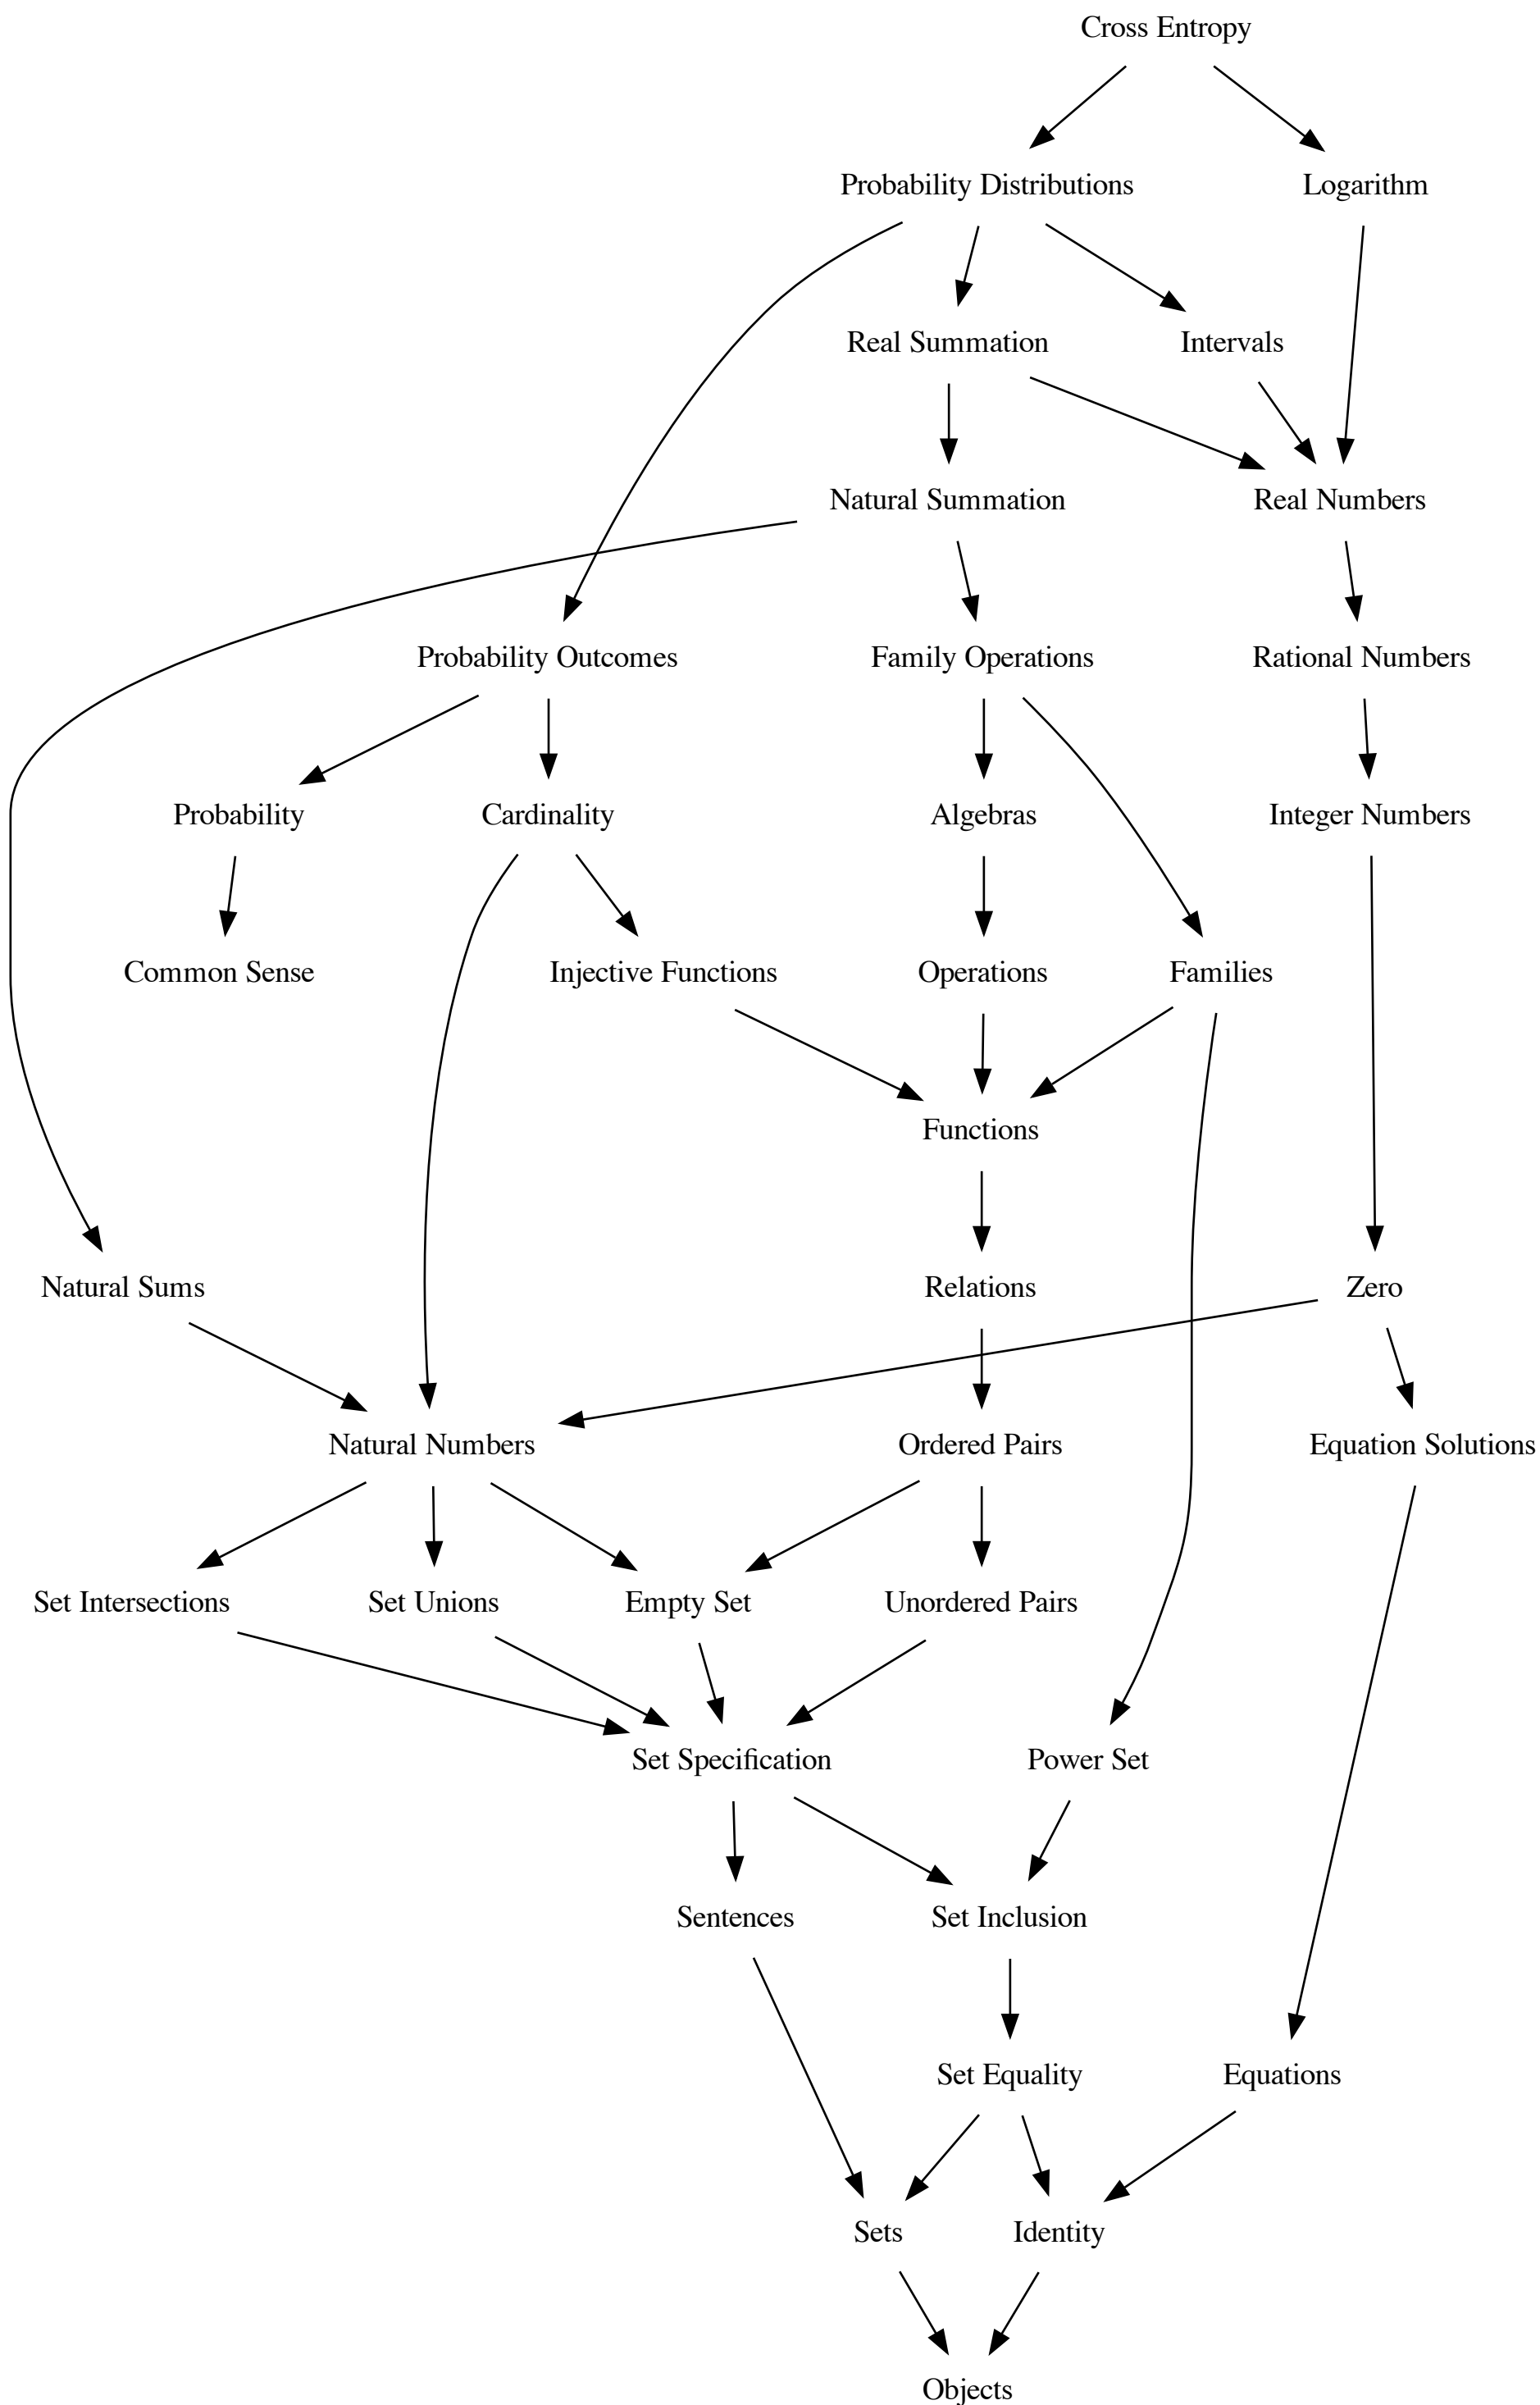 Cross Entropy
Probability Distributions
Logarithm
Real Summation
Intervals
Natural Summation
Real Numbers
Probability Outcomes
Family Operations
Rational Numbers
Probability
Cardinality
Algebras
Integer Numbers
Common Sense
Injective Functions
Operations
Families
Functions
Natural Sums
Relations
Zero
Natural Numbers
Ordered Pairs
Equation Solutions
Set Intersections
Set Unions
Empty Set
Unordered Pairs
Set Specification
Power Set
Sentences
Set Inclusion
Set Equality
Equations
Sets
Identity
Objects